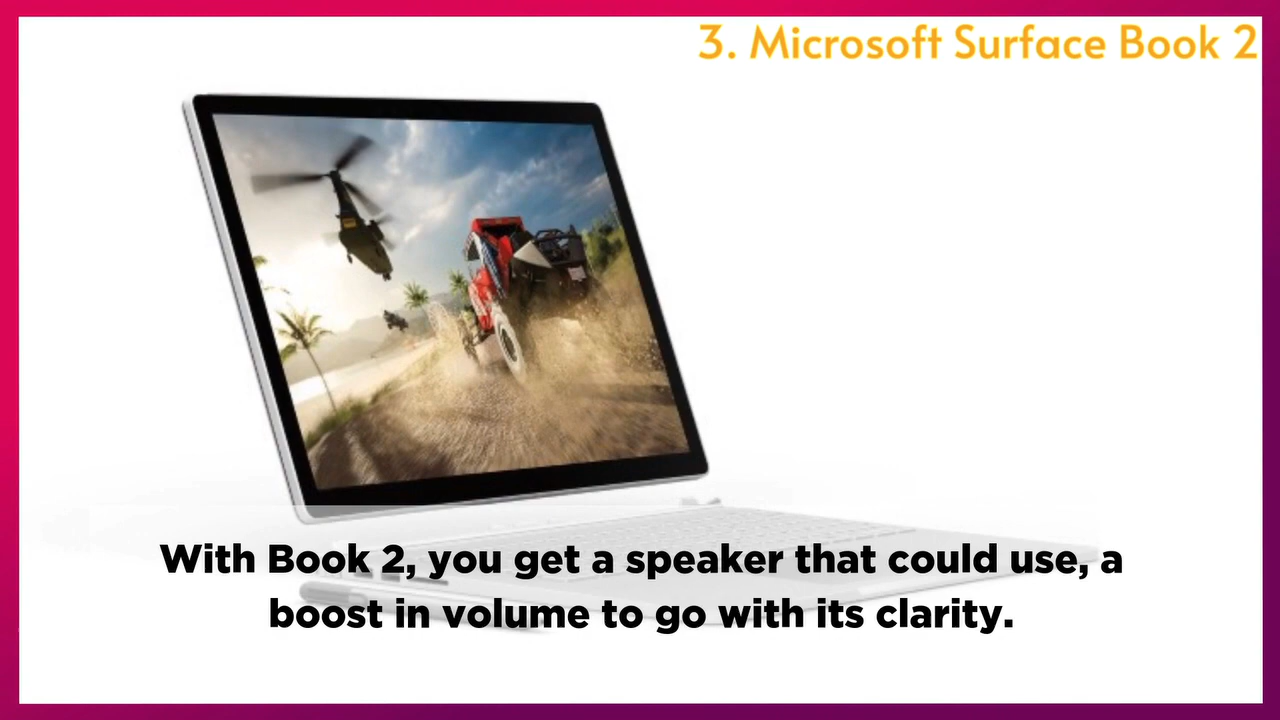 3. Microsoft Surface Book 2
With Book 2, you get a speaker that could use, a
boost in volume to go with its clarity.